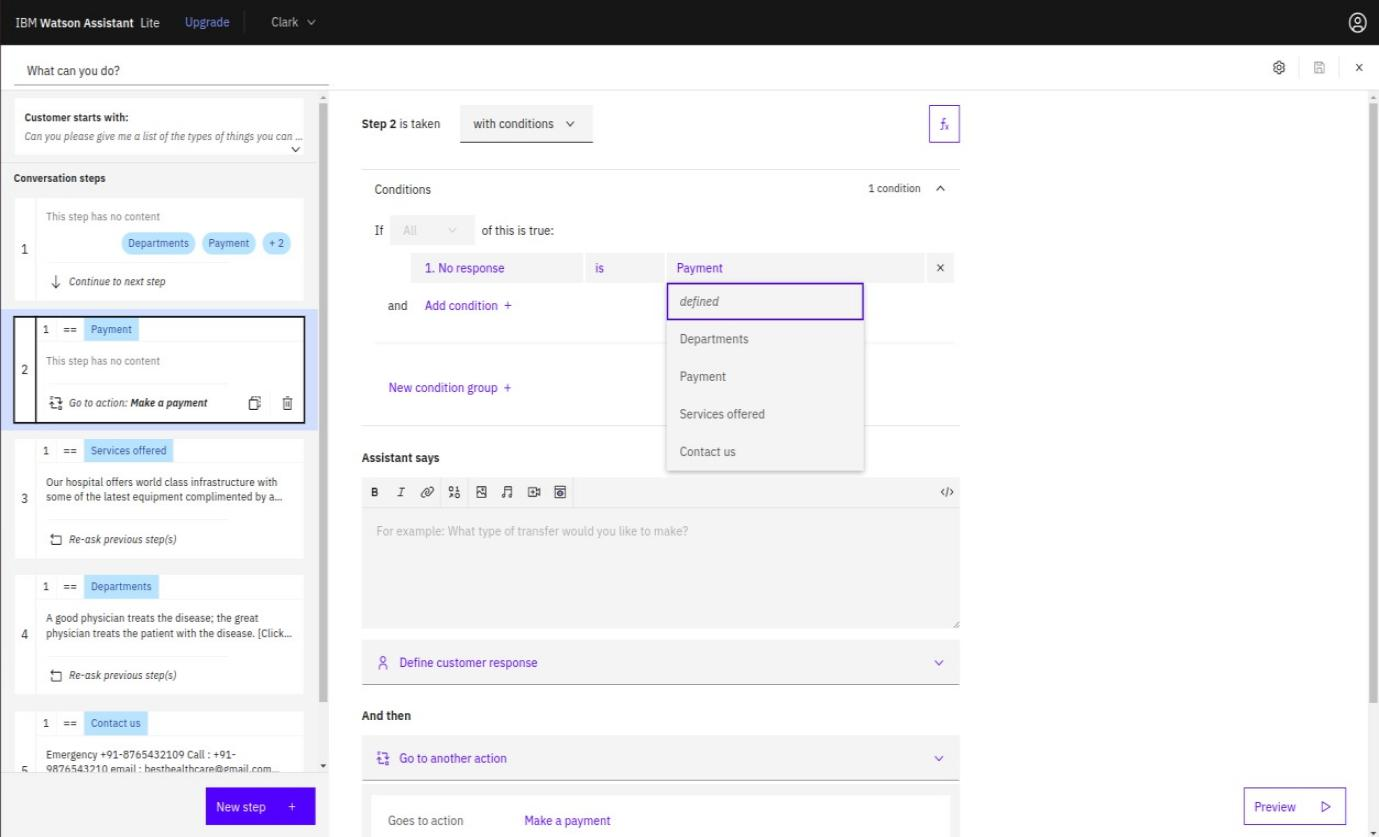 IBM Watson Assistant Lite Upgrade Clark
What can you do?
Customer starts with:
Can you please give me a list of the types of things you can ...
Conversation steps
1
This step has no content
Departments Payment + 2
Continue to next step
2
1 == Payment
This step has no content
Go to action: Make a payment
3
1 == Services offered
Our hospital offers world class infrastructure with
some of the latest equipment complimented by a...
Re-ask previous step(s)
4
1 == Departments
A good physician treats the disease; the great
physician treats the patient with the disease. [Click...
Re-ask previous step(s)
5
1 == Contact us
Emergency +91-8765432109 Call : +91-
9876543210 email : besthealthcare@gmail.com...
New step +
Step 2 is taken with conditions
fx
Conditions 1 condition
If All of this is true:
1. No response is Payment
and Add condition +
defined
Departments
Payment
Services offered
Contact us
New condition group +
Assistant says
B I </>
For example: What type of transfer would you like to make?
Define customer response
And then
Go to another action
Goes to action Make a payment
Preview